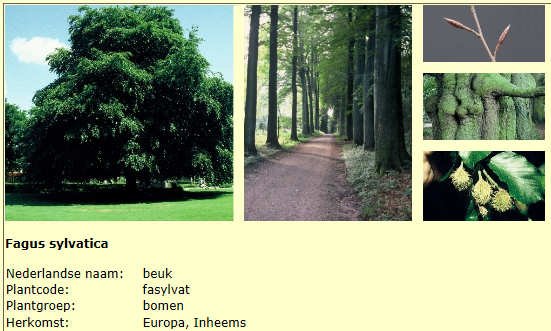 Fagus sylvatica
Nederlandse naam: beuk
Plantcode: fasylvat
Plantgroep: bomen
Herkomst: Europa, Inheems